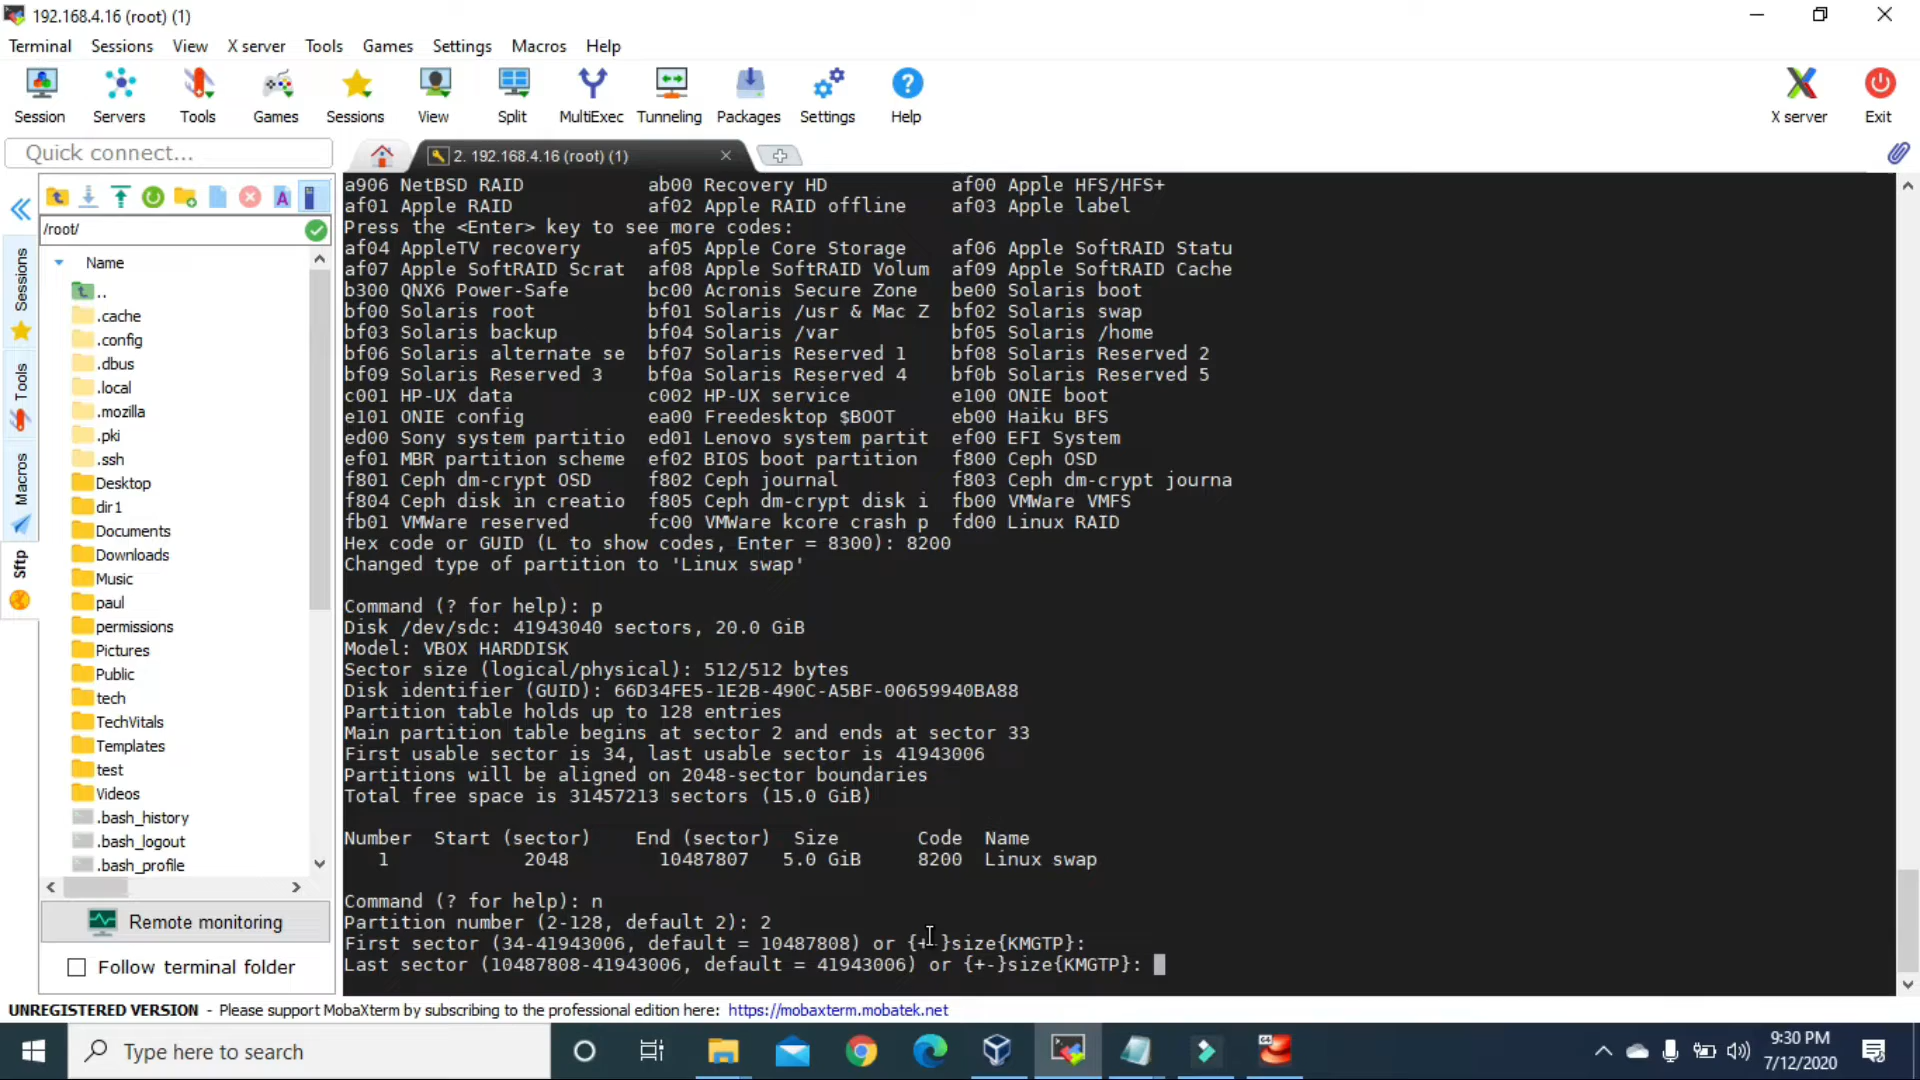 192.168.4.16 (root) (1)
Terminal Sessions View X server Tools Games Settings Macros Help
Session Servers Tools Games Sessions View Split MultiExec Tunneling Packages Settings Help X server Exit
Quick connect...
2. 192.168.4.16 (root) (1)
/root/
Name
..
.cache
.config
.dbus
.local
.mozilla
.pki
.ssh
Desktop
dir1
Documents
Downloads
Music
paul
permissions
Pictures
Public
tech
TechVitals
Templates
test
Videos
.bash_history
.bash_logout
.bash_profile
Remote monitoring
Follow terminal folder
Sessions
Tools
Macros
Sftp
a906 NetBSD RAID ab00 Recovery HD af00 Apple HFS/HFS+
af01 Apple RAID af02 Apple RAID offline af03 Apple label
Press the <Enter> key to see more codes:
af04 AppleTV recovery af05 Apple Core Storage af06 Apple SoftRAID Statu
af07 Apple SoftRAID Scrat af08 Apple SoftRAID Volum af09 Apple SoftRAID Cache
b300 QNX6 Power-Safe bc00 Acronis Secure Zone be00 Solaris boot
bf00 Solaris root bf01 Solaris /usr & Mac Z bf02 Solaris swap
bf03 Solaris backup bf04 Solaris /var bf05 Solaris /home
bf06 Solaris alternate se bf07 Solaris Reserved 1 bf08 Solaris Reserved 2
bf09 Solaris Reserved 3 bf0a Solaris Reserved 4 bf0b Solaris Reserved 5
c001 HP-UX data c002 HP-UX service e100 ONIE boot
e101 ONIE config ea00 Freedesktop $BOOT eb00 Haiku BFS
ed00 Sony system partitio ed01 Lenovo system partit ef00 EFI System
ef01 MBR partition scheme ef02 BIOS boot partition f800 Ceph OSD
f801 Ceph dm-crypt OSD f802 Ceph journal f803 Ceph dm-crypt journa
f804 Ceph disk in creatio f805 Ceph dm-crypt disk i fb00 VMWare VMFS
fb01 VMWare reserved fc00 VMWare kcore crash p fd00 Linux RAID
Hex code or GUID (L to show codes, Enter = 8300): 8200
Changed type of partition to 'Linux swap'
Command (? for help): p
Disk /dev/sdc: 41943040 sectors, 20.0 GiB
Model: VBOX HARDDISK
Sector size (logical/physical): 512/512 bytes
Disk identifier (GUID): 66D34FE5-1E2B-490C-A5BF-00659940BA88
Partition table holds up to 128 entries
Main partition table begins at sector 2 and ends at sector 33
First usable sector is 34, last usable sector is 41943006
Partitions will be aligned on 2048-sector boundaries
Total free space is 31457213 sectors (15.0 GiB)
Number Start (sector) End (sector) Size Code Name
1 2048 10487807 5.0 GiB 8200 Linux swap
Command (? for help): n
Partition number (2-128, default 2): 2
First sector (34-41943006, default = 10487808) or {+-}size{KMGTP}:
Last sector (10487808-41943006, default = 41943006) or {+-}size{KMGTP}:
UNREGISTERED VERSION - Please support MobaXterm by subscribing to the professional edition here: https://mobaxterm.mobatek.net
Type here to search
9:30 PM
7/12/2020